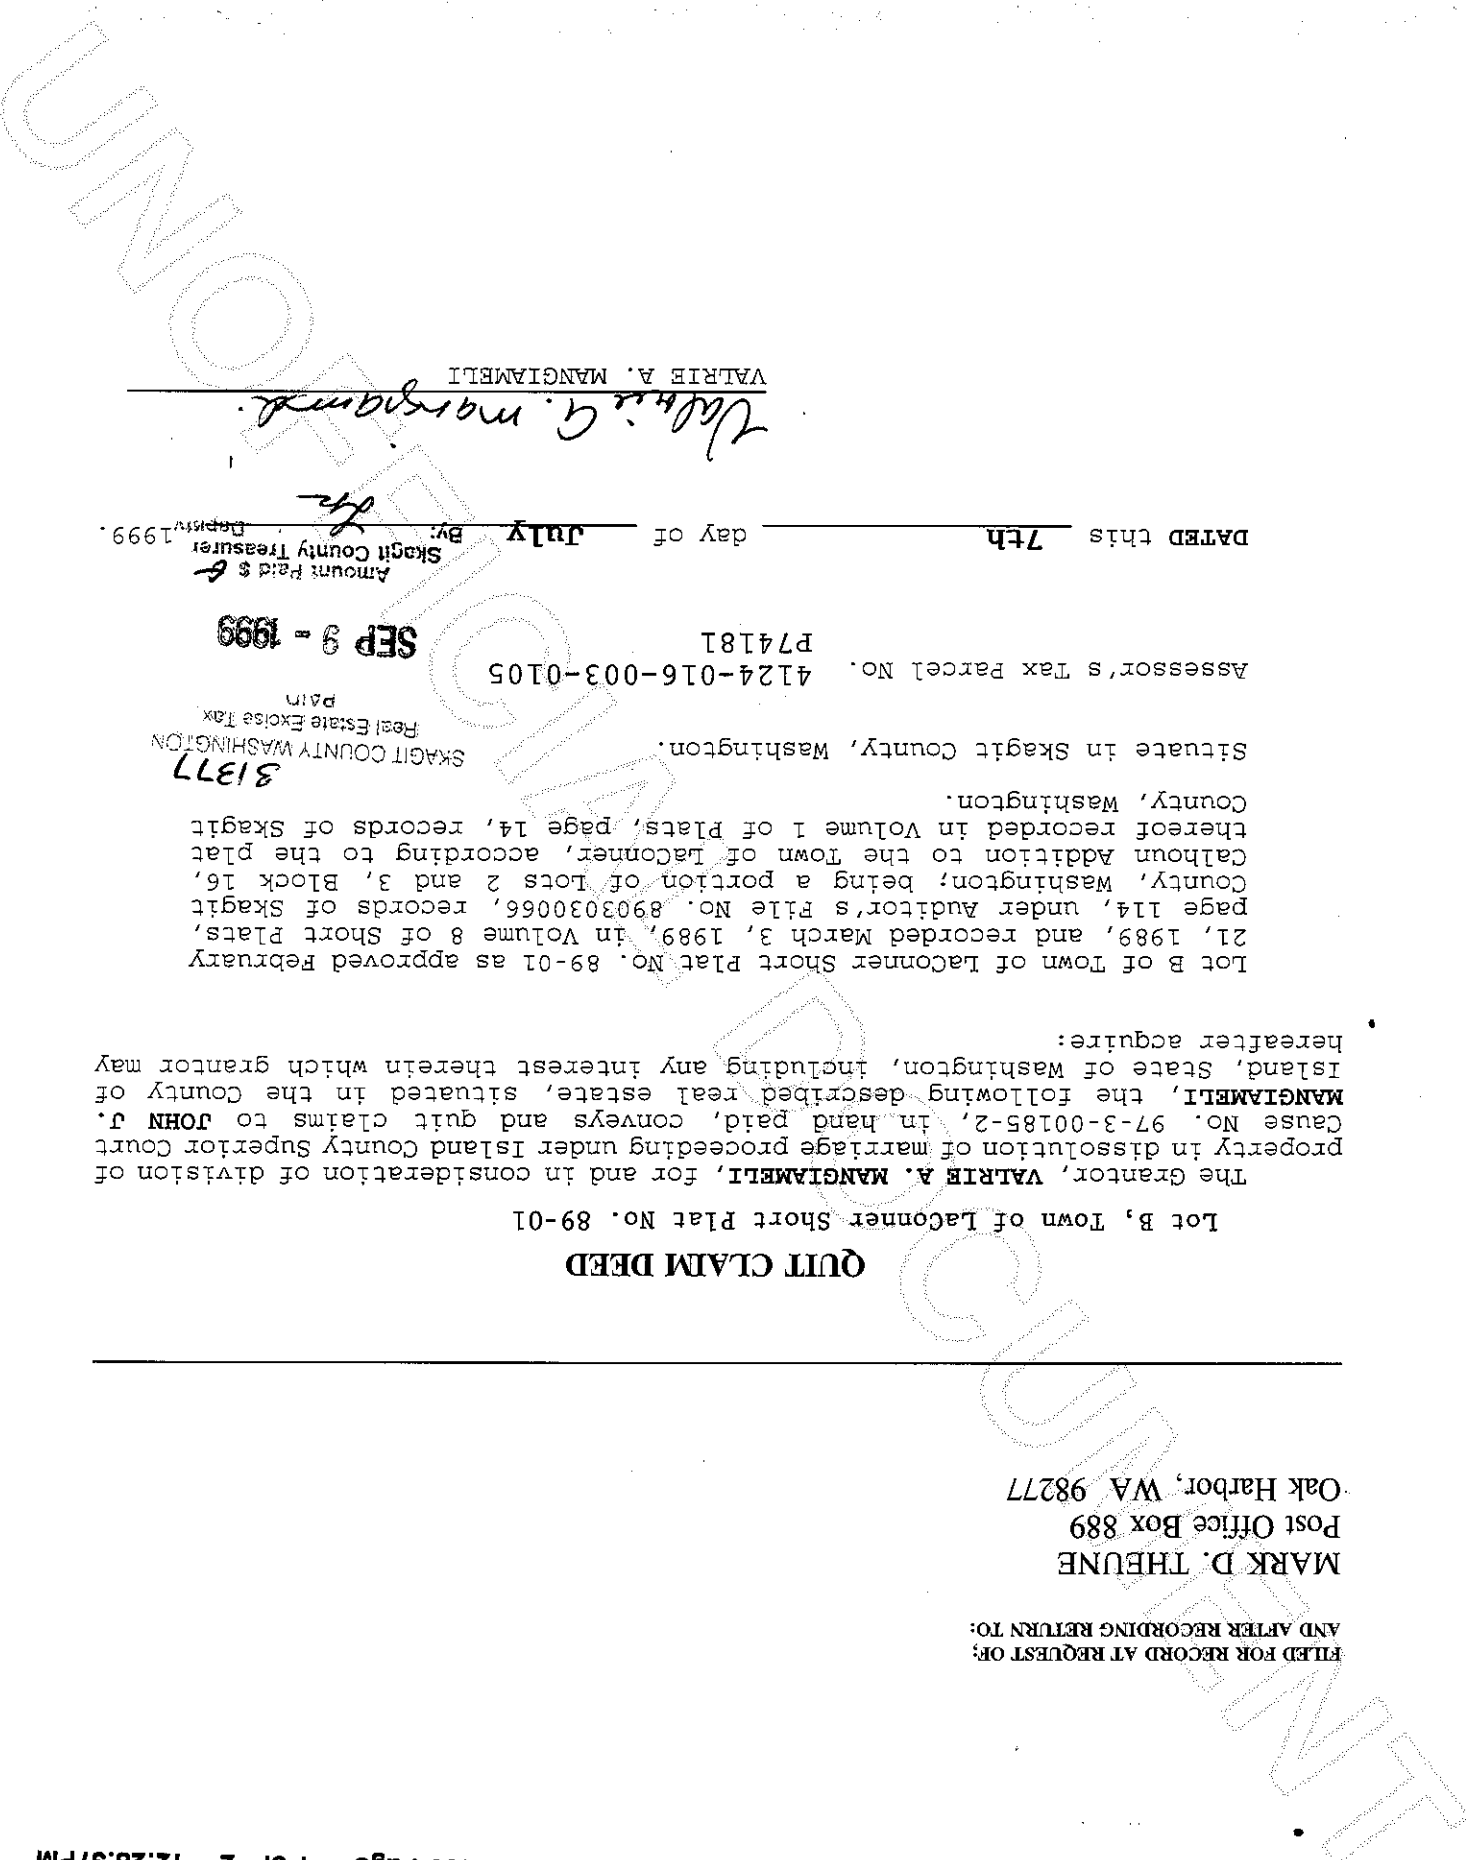 FILED FOR RECORD AT REQUEST OF;
AND AFTER RECORDING RETURN TO:
MARK D. THEUNE
Post Office Box 889
Oak Harbor, WA 98277
QUIT CLAIM DEED
Lot B, Town of LaConner Short Plat No. 89-01
The Grantor, VALRIE A. MANGIAMELI, for and in consideration of division of
property in dissolution of marriage proceeding under Island County Superior Court
Cause No. 97-3-00185-2, in hand paid, conveys and quit claims to JOHN J.
MANGIAMELI, the following described real estate, situated in the County of
Island, State of Washington, including any interest therein which grantor may
hereafter acquire:
Lot B of Town of LaConner Short Plat No. 89-01 as approved February
21, 1989, and recorded March 3, 1989, in Volume 8 of Short Plats,
page 114, under Auditor's File No. 8903030066, records of Skagit
County, Washington; being a portion of Lots 2 and 3, Block 16,
Calhoun Addition to the Town of LaConner, according to the plat
thereof recorded in Volume 1 of Plats, page 14, records of Skagit
County, Washington.
Situate in Skagit County, Washington.
31377
SKAGIT COUNTY WASHINGTON
Real Estate Excise Tax
PAID
Assessor's Tax Parcel No. 4124-016-003-0105
P74181
SEP 9 - 1999
Amount Paid $
Skagit County Treasurer
By: Deputy
DATED this 7th day of July, 1999.
Valrie A. Mangiameli
VALRIE A. MANGIAMELI
UNOFFICIAL DOCUMENT